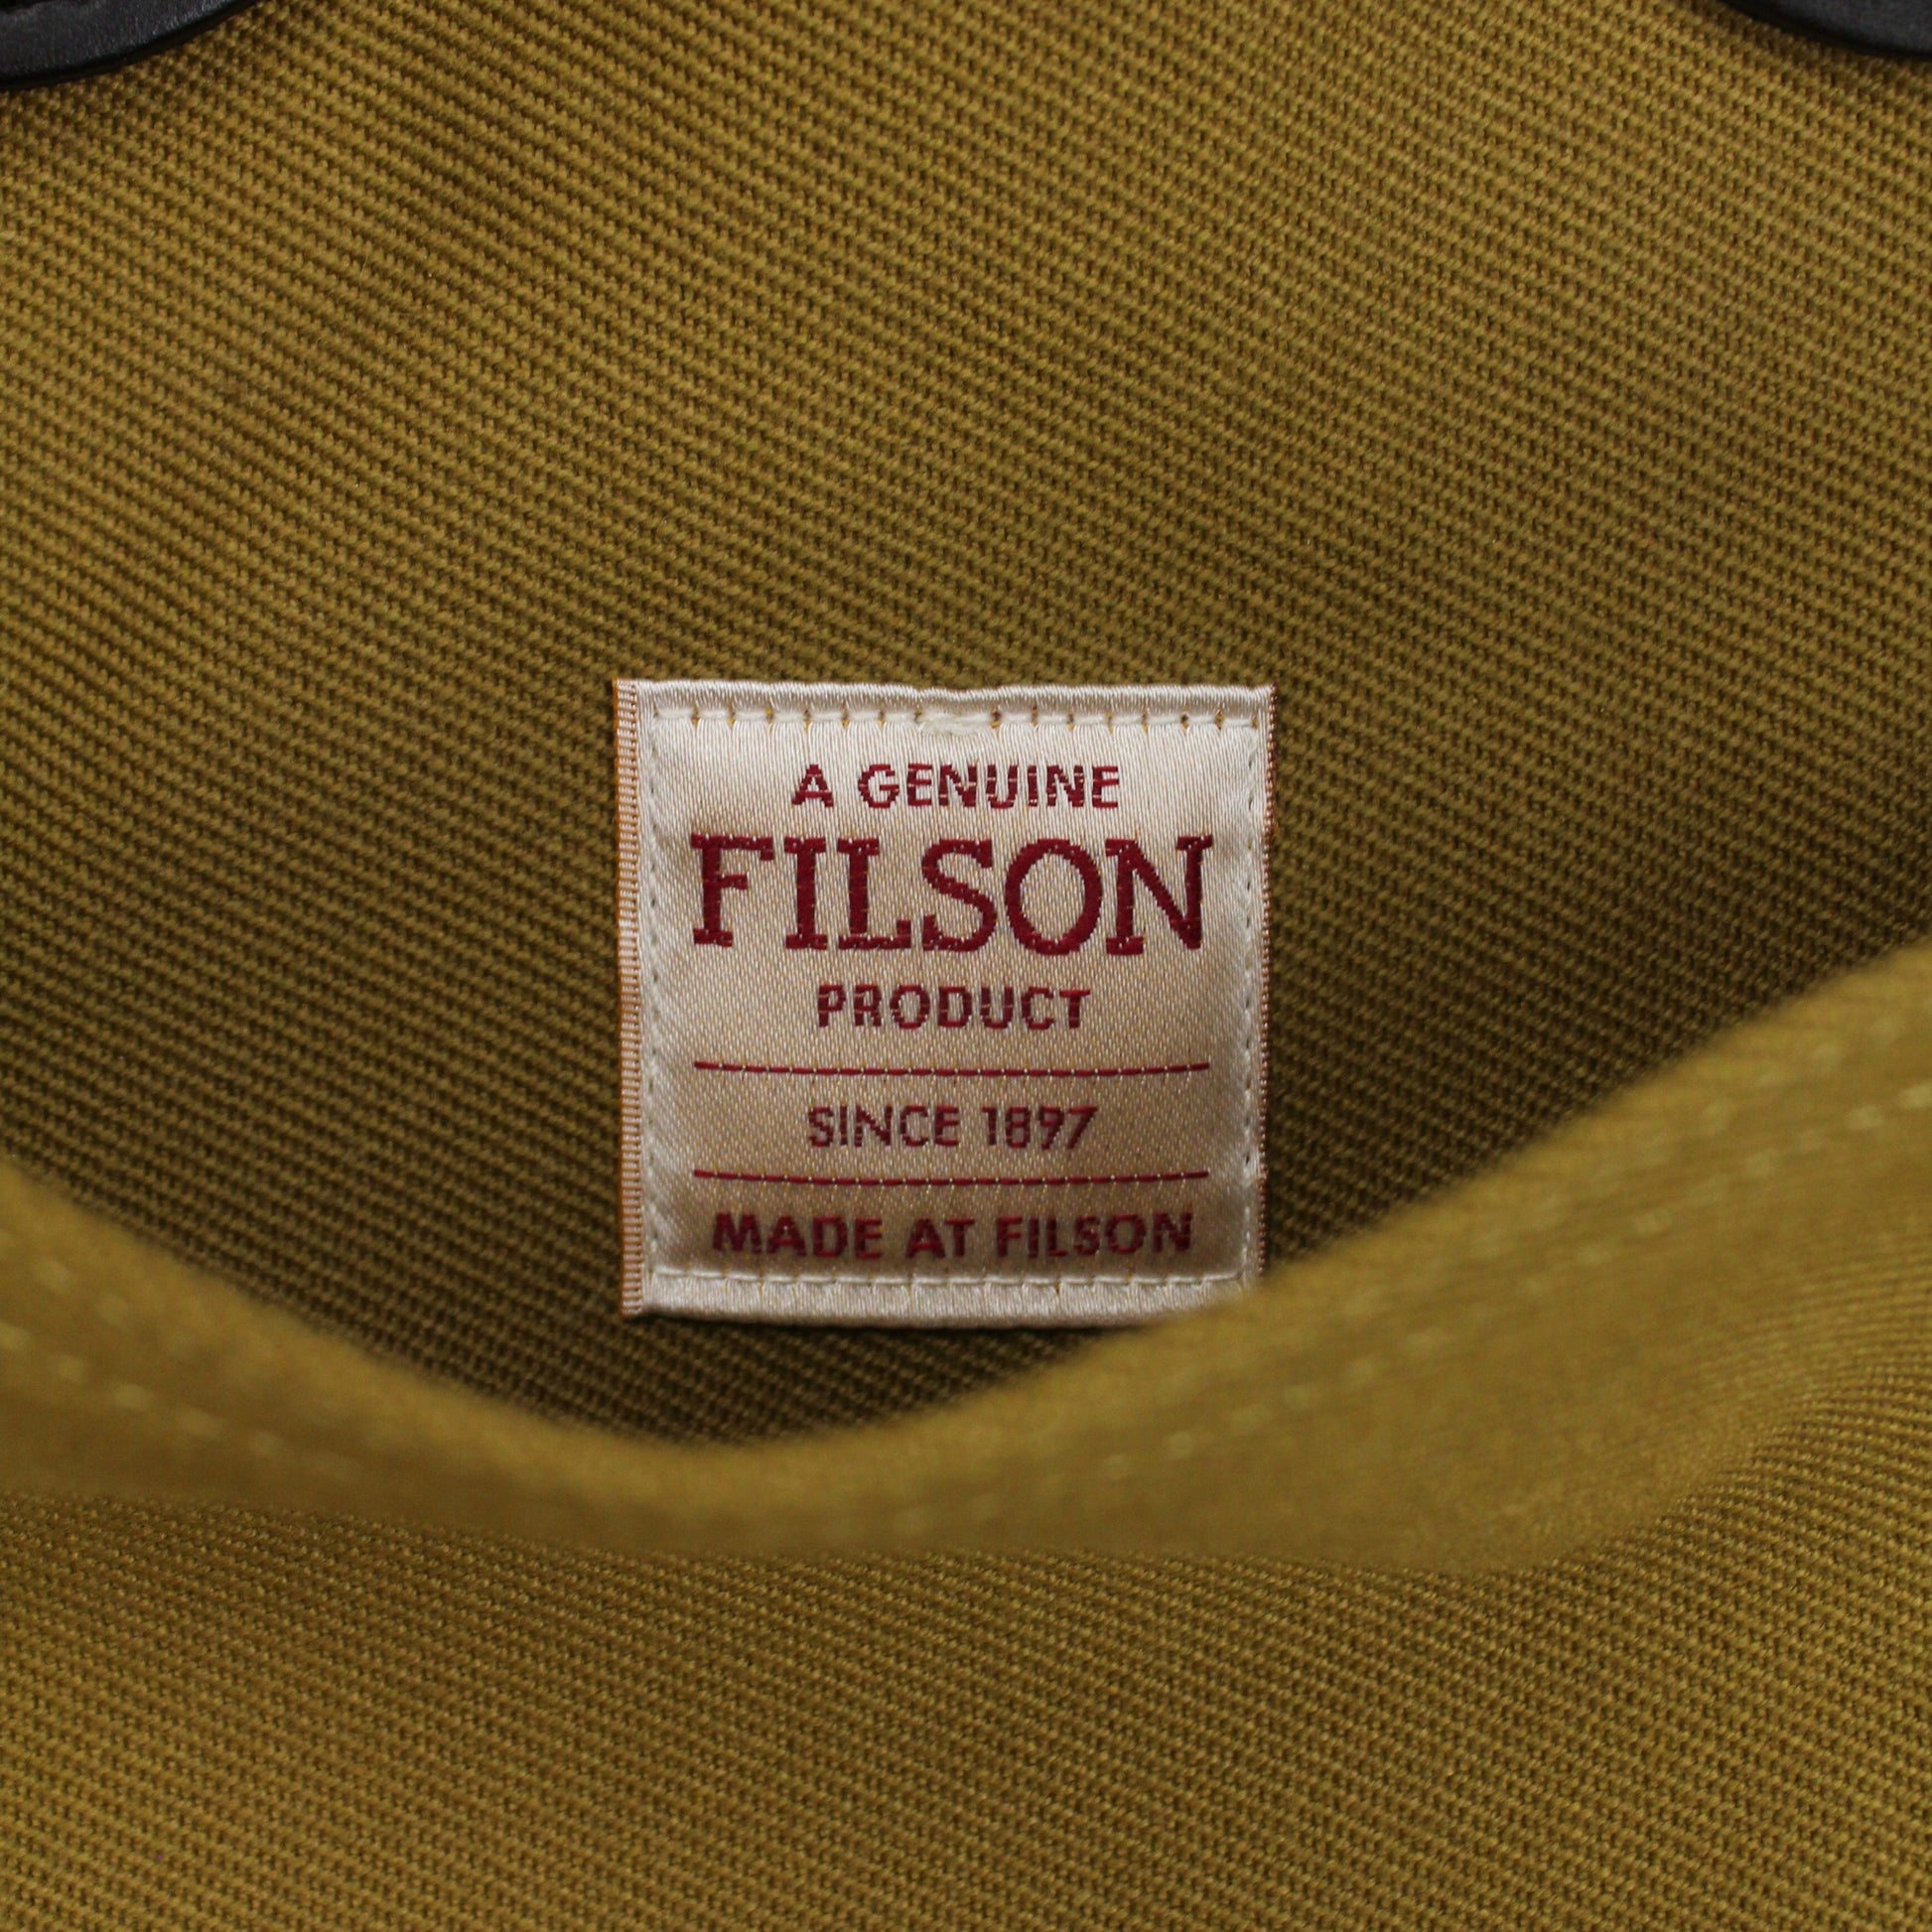 A GENUINE
FILSON
PRODUCT
SINCE 1897
MADE AT FILSON